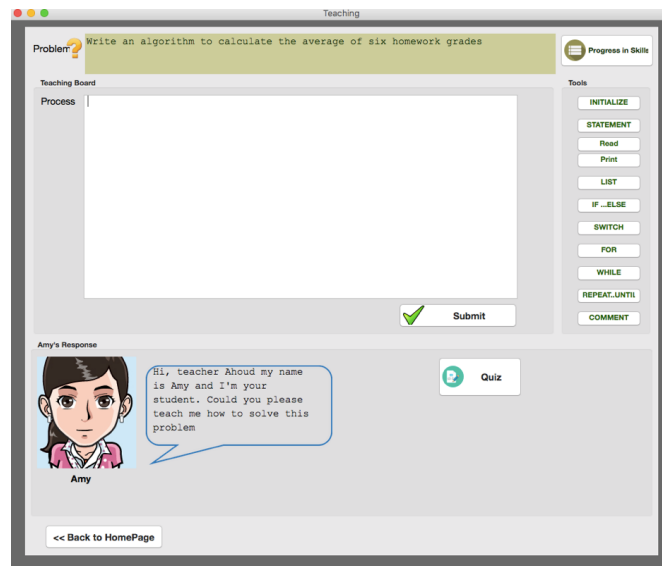 Teaching
Problem
Write an algorithm to calculate the average of six homework grades
Progress in Skills
Teaching Board
Tools
Process
INITIALIZE
STATEMENT
Read
Print
LIST
IF ...ELSE
SWITCH
FOR
WHILE
REPEAT..UNTIL
COMMENT
Submit
Amy's Response
Hi, teacher Ahoud my name
is Amy and I'm your
student. Could you please
teach me how to solve this
problem
Quiz
Amy
<< Back to HomePage